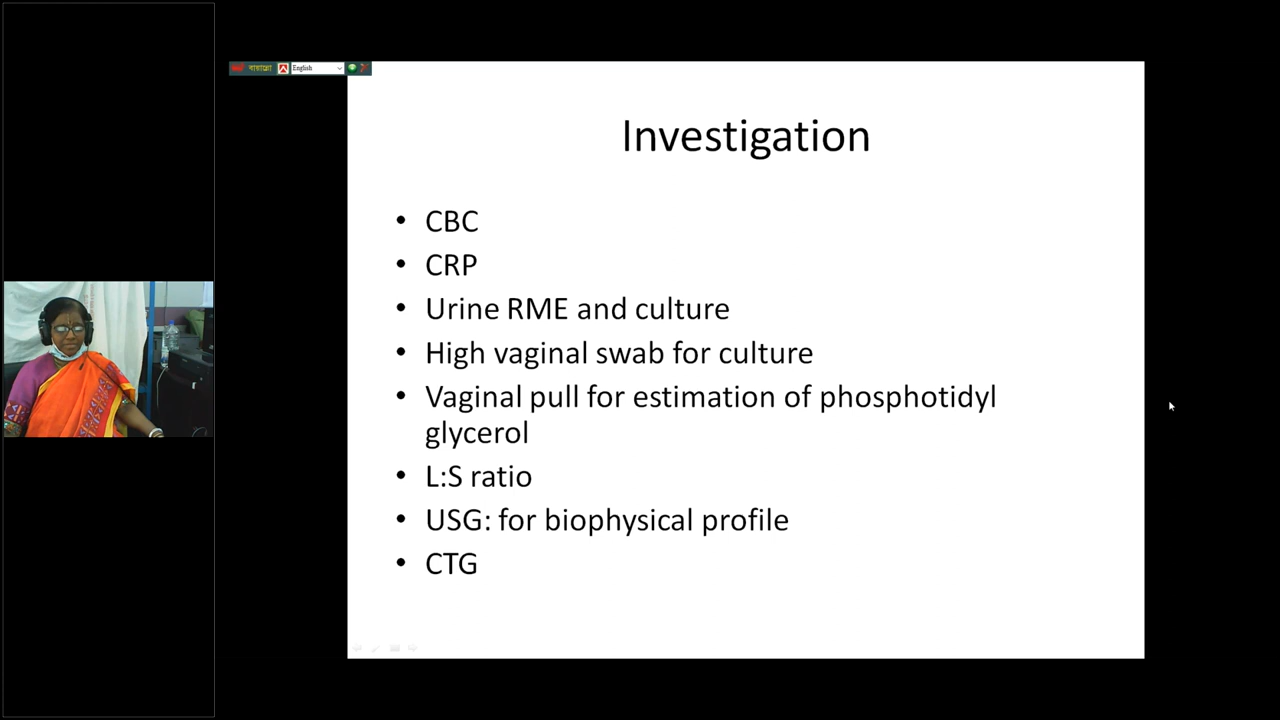 English
Investigation
• CBC
• CRP
• Urine RME and culture
• High vaginal swab for culture
• Vaginal pull for estimation of phosphotidyl
glycerol
• L:S ratio
• USG: for biophysical profile
• CTG